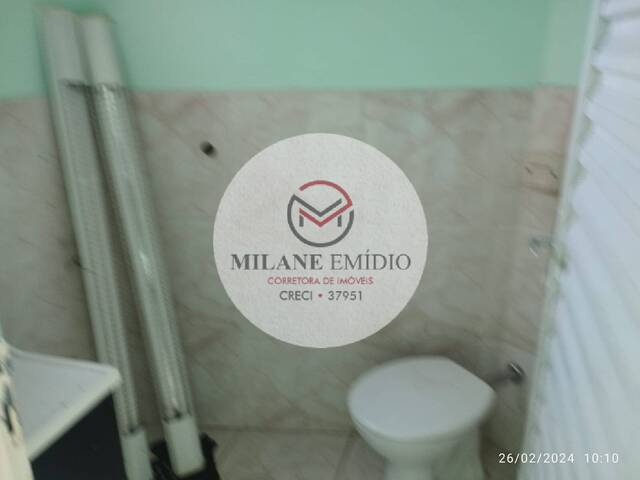 MILANE EMÍDIO
CORRETORA DE IMÓVEIS
CRECI • 37951
26/02/2024 10:10